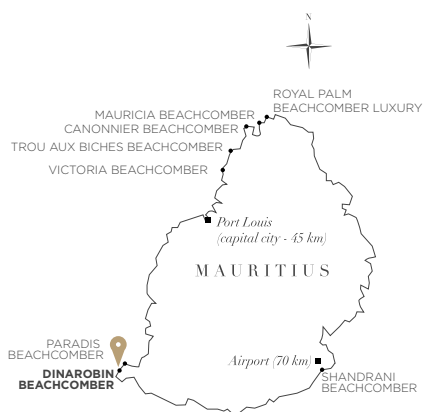 N
ROYAL PALM
BEACHCOMBER LUXURY
MAURICIA BEACHCOMBER
CANONNIER BEACHCOMBER
TROU AUX BICHES BEACHCOMBER
VICTORIA BEACHCOMBER
Port Louis
(capital city - 45 km)
MAURITIUS
PARADIS
BEACHCOMBER
DINAROBIN
BEACHCOMBER
Airport (70 km)
SHANDRANI
BEACHCOMBER